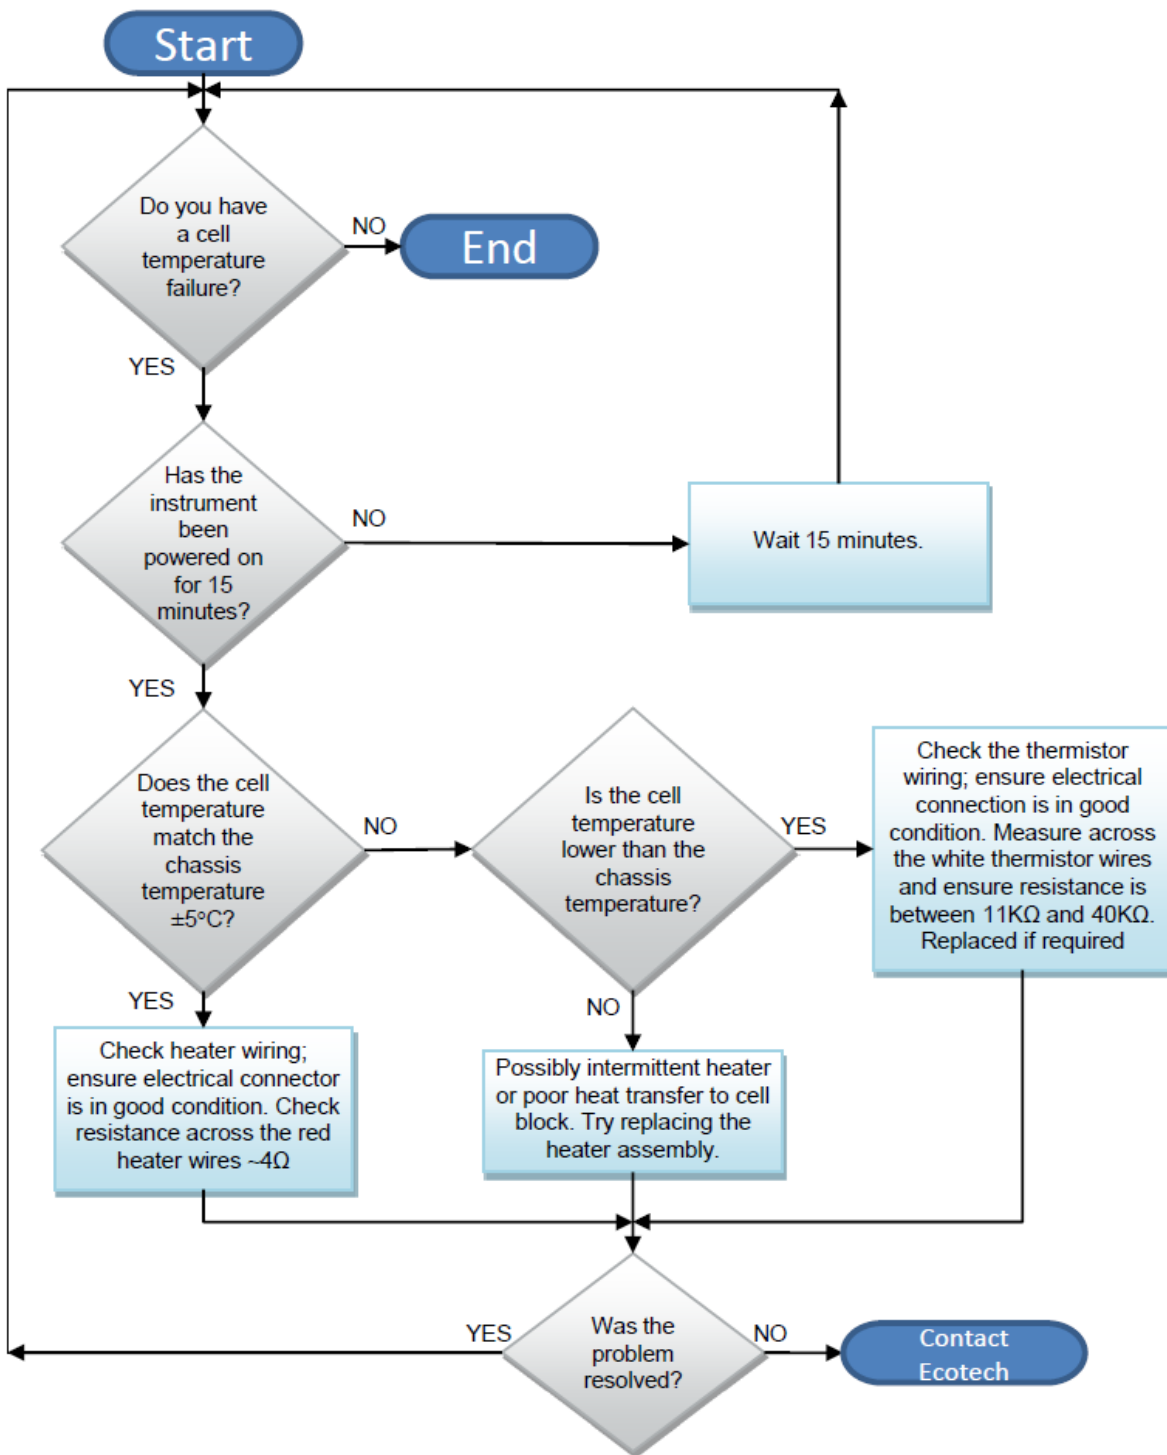 Start
Do you have
a cell
temperature
failure?
NO
End
YES
Has the
instrument
been
powered on
for 15
minutes?
NO
Wait 15 minutes.
YES
Does the cell
temperature
match the
chassis
temperature
±5°C?
NO
Is the cell
temperature
lower than the
chassis
temperature?
YES
Check the thermistor
wiring; ensure electrical
connection is in good
condition. Measure across
the white thermistor wires
and ensure resistance is
between 11KΩ and 40KΩ.
Replaced if required
YES
Check heater wiring;
ensure electrical connector
is in good condition. Check
resistance across the red
heater wires ~4Ω
NO
Possibly intermittent heater
or poor heat transfer to cell
block. Try replacing the
heater assembly.
YES
Was the
problem
resolved?
NO
Contact
Ecotech